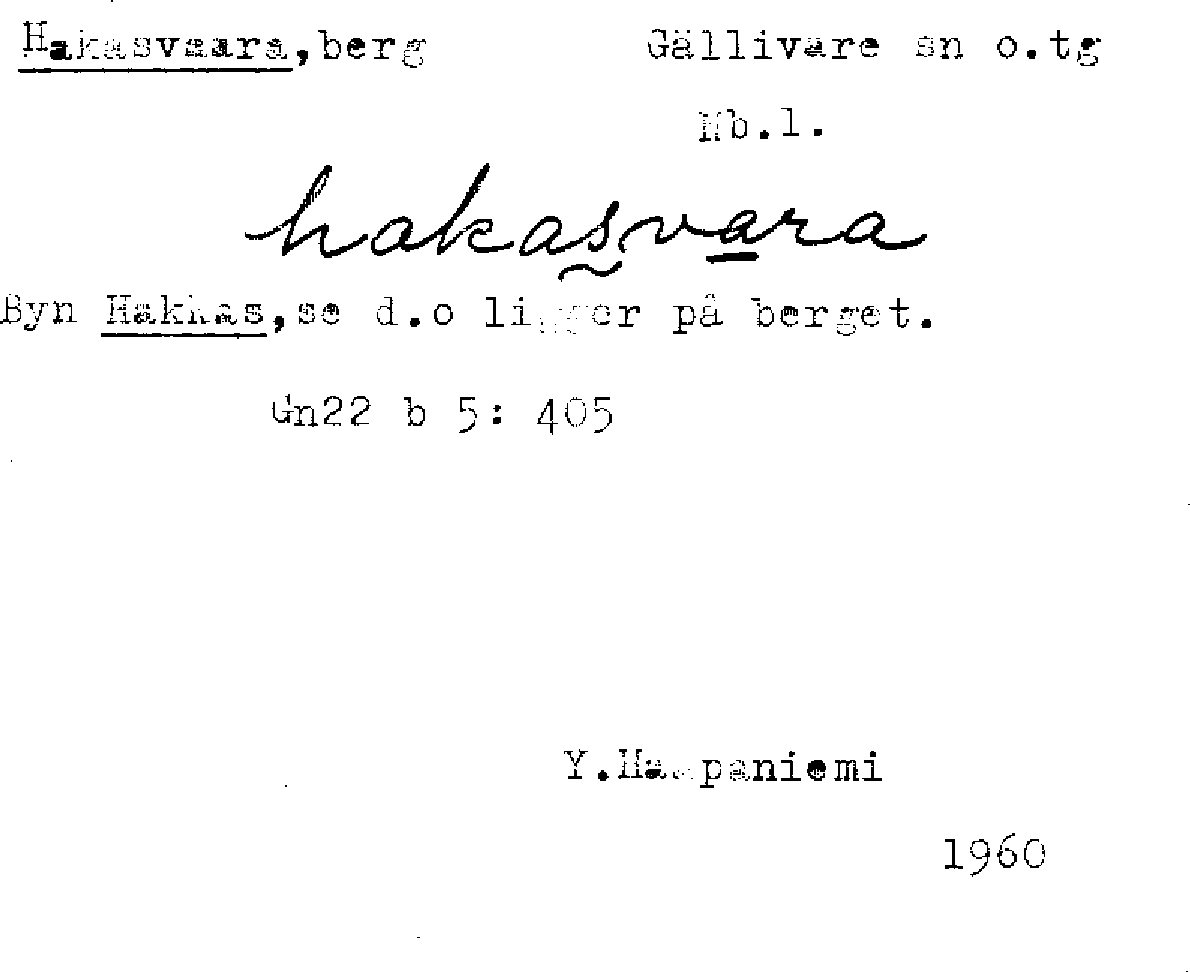 Hakasvaara,berg Gällivare sn o.tg
Nb.l.
hakasvara
Byn Hakkas,se d.o ligger på berget.
Gn22 b 5: 405
Y.Haapaniemi
1960